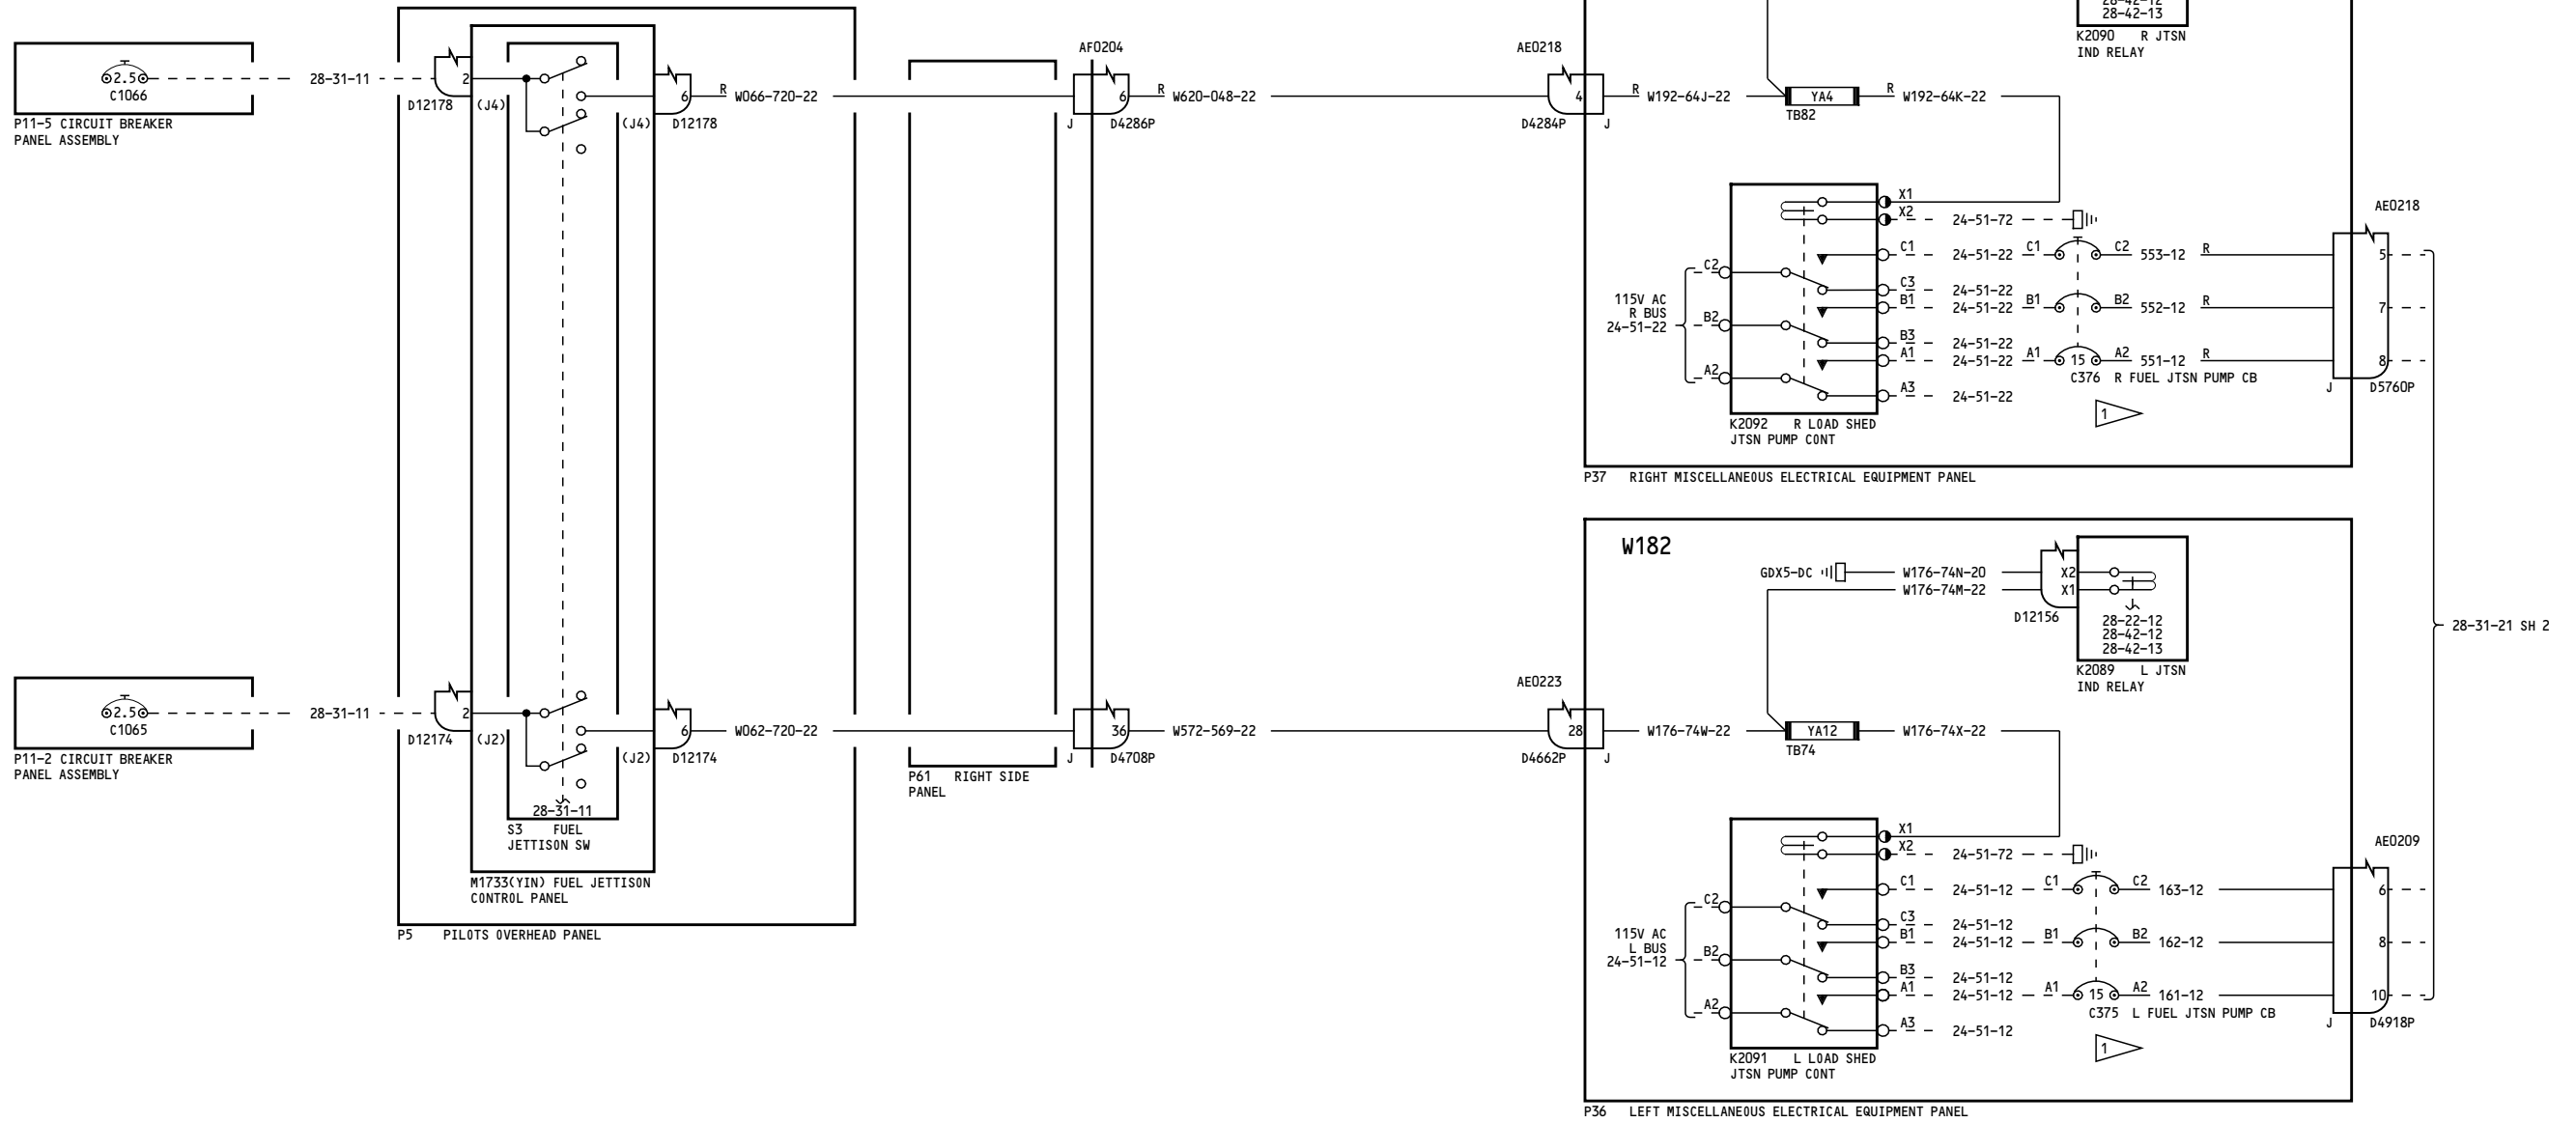 28-42-12
28-42-13
K2090 R JTSN
IND RELAY
2.5
C1066
P11-5 CIRCUIT BREAKER
PANEL ASSEMBLY
28-31-11
2
D12178
(J4)
(J4)
6
D12178
R W066-720-22
AF0204
6
J D4286P
R W620-048-22
AE0218
4
D4284P J
R W192-64J-22
YA4
TB82
R W192-64K-22
X1
X2 24-51-72
C1 24-51-22 C1 C2 553-12 R
C3 24-51-22
B1 24-51-22 B1 B2 552-12 R
B3 24-51-22
A1 24-51-22 A1 15 A2 551-12 R
A3 24-51-22
C376 R FUEL JTSN PUMP CB
1
C2
B2
A2
115V AC
R BUS
24-51-22
K2092 R LOAD SHED
JTSN PUMP CONT
AE0218
5
7
8
J D5760P
P37 RIGHT MISCELLANEOUS ELECTRICAL EQUIPMENT PANEL
W182
GDX5-DC
W176-74N-20
W176-74M-22
X2
X1
D12156
28-22-12
28-42-12
28-42-13
K2089 L JTSN
IND RELAY
28-31-21 SH 2
2.5
C1065
P11-2 CIRCUIT BREAKER
PANEL ASSEMBLY
28-31-11
2
D12174
(J2)
(J2)
6
D12174
W062-720-22
28-31-11
S3 FUEL
JETTISON SW
M1733(YIN) FUEL JETTISON
CONTROL PANEL
P5 PILOTS OVERHEAD PANEL
P61 RIGHT SIDE
PANEL
36
J D4708P
W572-569-22
AE0223
28
D4662P J
W176-74W-22
YA12
TB74
W176-74X-22
X1
X2 24-51-72
C1 24-51-12 C1 C2 163-12
C3 24-51-12
B1 24-51-12 B1 B2 162-12
B3 24-51-12
A1 24-51-12 A1 15 A2 161-12
A3 24-51-12
C375 L FUEL JTSN PUMP CB
1
C2
B2
A2
115V AC
L BUS
24-51-12
K2091 L LOAD SHED
JTSN PUMP CONT
AE0209
6
8
10
J D4918P
P36 LEFT MISCELLANEOUS ELECTRICAL EQUIPMENT PANEL